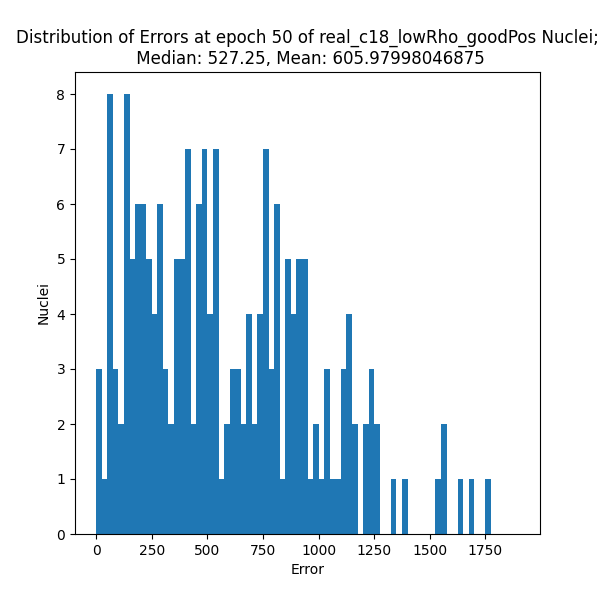 Distribution of Errors at epoch 50 of real_c18_lowRho_goodPos Nuclei;
Median: 527.25, Mean: 605.97998046875
8
7
6
5
4
3
2
1
0
Nuclei
0 250 500 750 1000 1250 1500 1750
Error